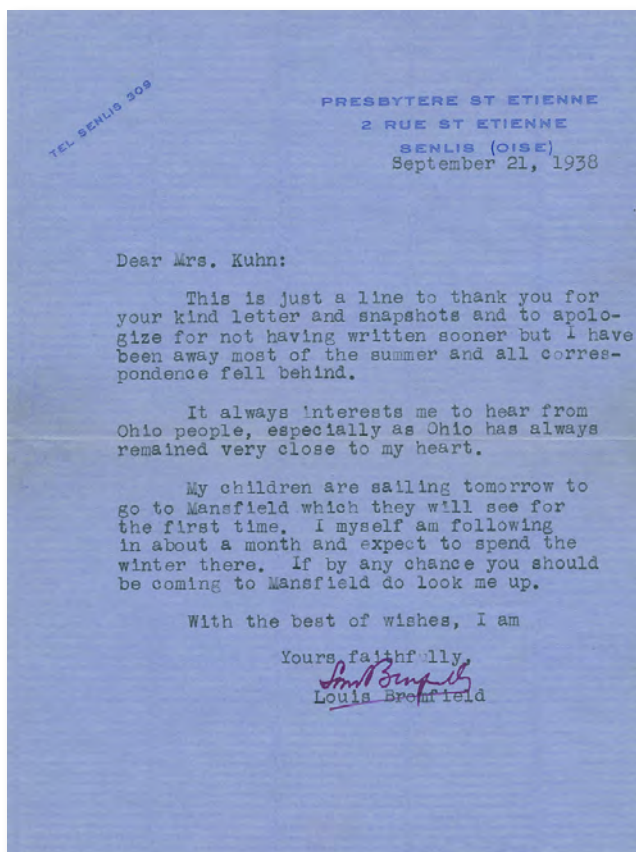 TEL SENLIS 309
PRESBYTERE ST ETIENNE
2 RUE ST ETIENNE
SENLIS (OISE)
September 21, 1938
Dear Mrs. Kuhn:
This is just a line to thank you for
your kind letter and snapshots and to apolo-
gize for not having written sooner but I have
been away most of the summer and all corres-
pondence fell behind.
It always interests me to hear from
Ohio people, especially as Ohio has always
remained very close to my heart.
My children are sailing tomorrow to
go to Mansfield which they will see for
the first time. I myself am following
in about a month and expect to spend the
winter there. If by any chance you should
be coming to Mansfield do look me up.
With the best of wishes, I am
Yours faithfully,
Louis Bromfield
Louis Bromfield